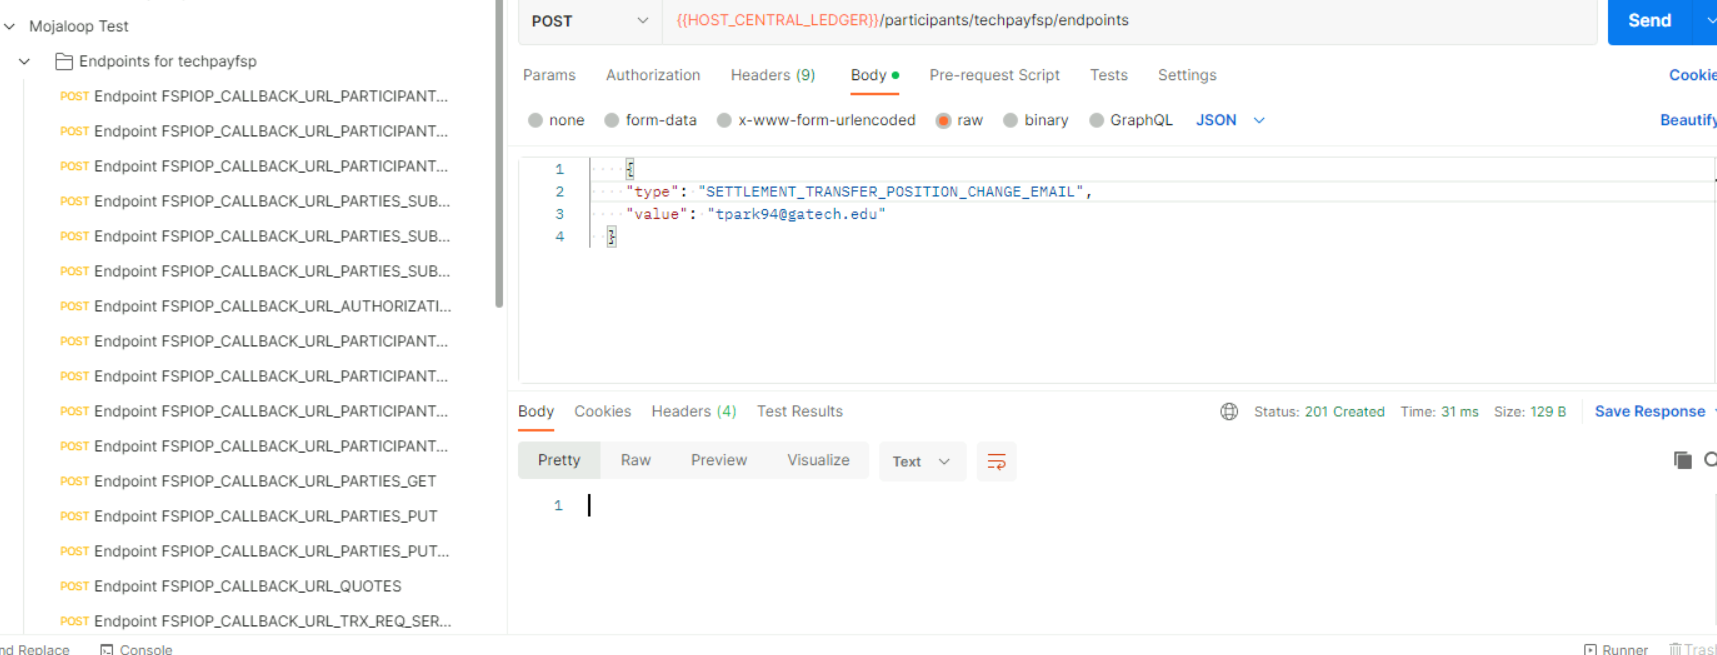 Mojaloop Test
Endpoints for techpayfsp
POST Endpoint FSPIOP_CALLBACK_URL_PARTICIPANT...
POST Endpoint FSPIOP_CALLBACK_URL_PARTICIPANT...
POST Endpoint FSPIOP_CALLBACK_URL_PARTICIPANT...
POST Endpoint FSPIOP_CALLBACK_URL_PARTIES_SUB...
POST Endpoint FSPIOP_CALLBACK_URL_PARTIES_SUB...
POST Endpoint FSPIOP_CALLBACK_URL_PARTIES_SUB...
POST Endpoint FSPIOP_CALLBACK_URL_AUTHORIZATI...
POST Endpoint FSPIOP_CALLBACK_URL_PARTICIPANT...
POST Endpoint FSPIOP_CALLBACK_URL_PARTICIPANT...
POST Endpoint FSPIOP_CALLBACK_URL_PARTICIPANT...
POST Endpoint FSPIOP_CALLBACK_URL_PARTICIPANT...
POST Endpoint FSPIOP_CALLBACK_URL_PARTIES_GET
POST Endpoint FSPIOP_CALLBACK_URL_PARTIES_PUT
POST Endpoint FSPIOP_CALLBACK_URL_PARTIES_PUT...
POST Endpoint FSPIOP_CALLBACK_URL_QUOTES
POST Endpoint FSPIOP_CALLBACK_URL_TRX_REQ_SER...
POST {{HOST_CENTRAL_LEDGER}}/participants/techpayfsp/endpoints Send
Params Authorization Headers (9) Body Pre-request Script Tests Settings Cookie
none form-data x-www-form-urlencoded raw binary GraphQL JSON Beautify
1 {
2 "type": "SETTLEMENT_TRANSFER_POSITION_CHANGE_EMAIL",
3 "value": "tpark94@gatech.edu"
4 }
Body Cookies Headers (4) Test Results Status: 201 Created Time: 31 ms Size: 129 B Save Response
Pretty Raw Preview Visualize Text
1
nd Replace Console Runner Trash